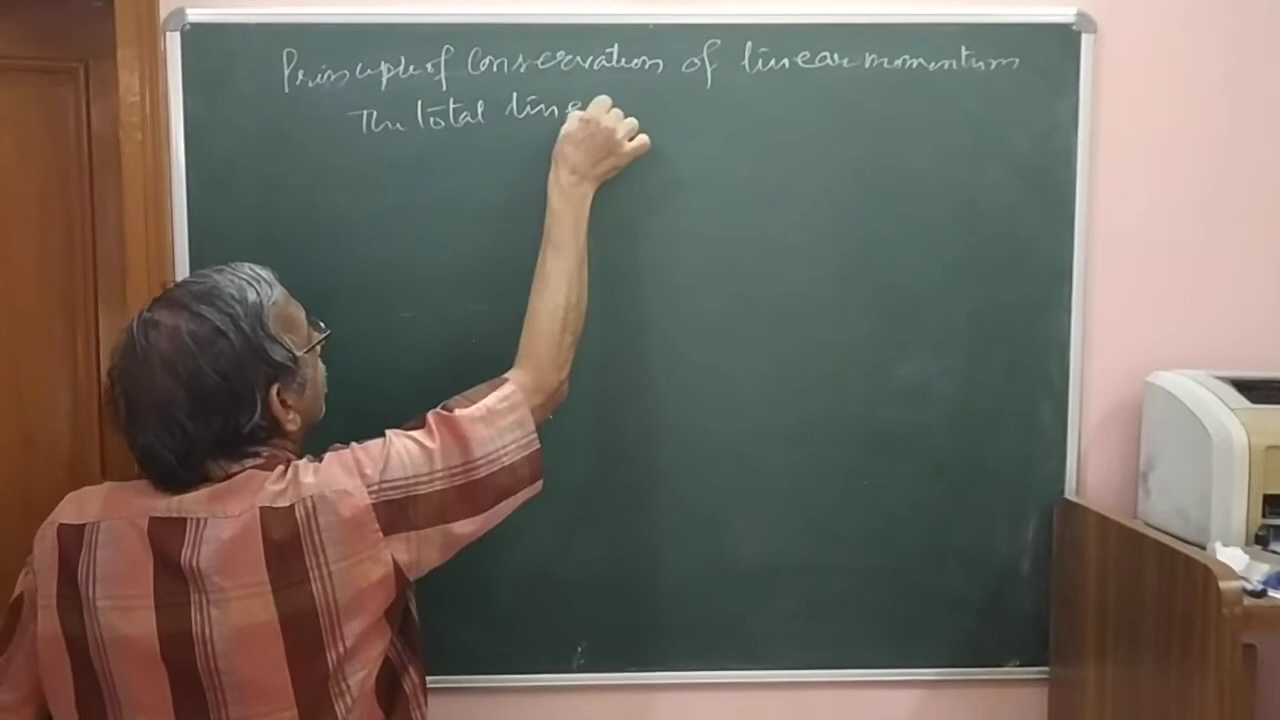 Principle of Conservation of linear momentum
The total line